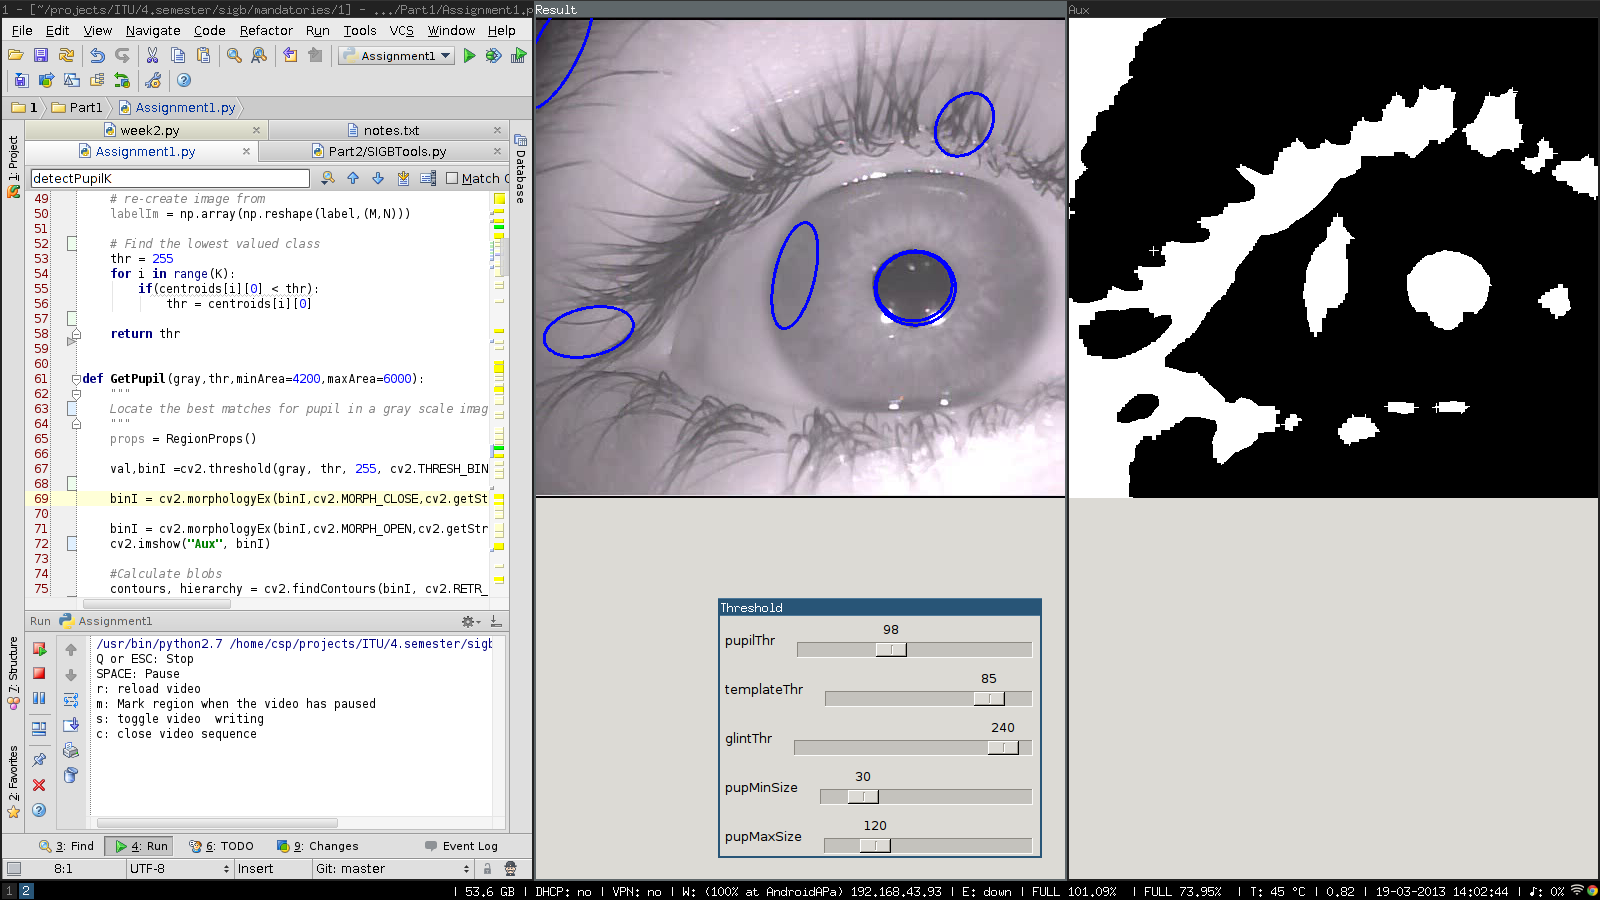 1 - [~/projects/ITU/4.semester/sigb/mandatories/1] - .../Part1/Assignment1.p
File Edit View Navigate Code Refactor Run Tools VCS Window Help
Assignment1
1 Part1 Assignment1.py
week2.py notes.txt
Assignment1.py Part2/SIGBTools.py
detectPupilK Match C
1: Project
7: Structure
2: Favorites
Database
49 # re-create image from
50 labelIm = np.array(np.reshape(label,(M,N)))
51
52 # Find the lowest valued class
53 thr = 255
54 for i in range(K):
55 if(centroids[i][0] < thr):
56 thr = centroids[i][0]
57
58 return thr
59
60
61 def GetPupil(gray,thr,minArea=4200,maxArea=6000):
62 """
63 Locate the best matches for pupil in a gray scale imag
64 """
65 props = RegionProps()
66
67 val,binI =cv2.threshold(gray, thr, 255, cv2.THRESH_BIN
68
69 binI = cv2.morphologyEx(binI,cv2.MORPH_CLOSE,cv2.getSt
70
71 binI = cv2.morphologyEx(binI,cv2.MORPH_OPEN,cv2.getStr
72 cv2.imshow("Aux", binI)
73
74 #Calculate blobs
75 contours, hierarchy = cv2.findContours(binI, cv2.RETR_
Run Assignment1
/usr/bin/python2.7 /home/csp/projects/ITU/4.semester/sigb
Q or ESC: Stop
SPACE: Pause
r: reload video
m: Mark region when the video has paused
s: toggle video  writing
c: close video sequence
3: Find 4: Run 6: TODO 9: Changes Event Log
8:1 UTF-8 Insert Git: master
Result
Aux
Threshold
98
pupilThr
85
templateThr
240
glintThr
30
pupMinSize
120
pupMaxSize
1 2 | 53.6 GB | DHCP: no | VPN: no | W: (100% at AndroidAPa) 192.168.43.93 | E: down | FULL 101.09% | FULL 73.95% | T: 45 °C | 0.82 | 19-03-2013 14:02:44 | ♪: 0%